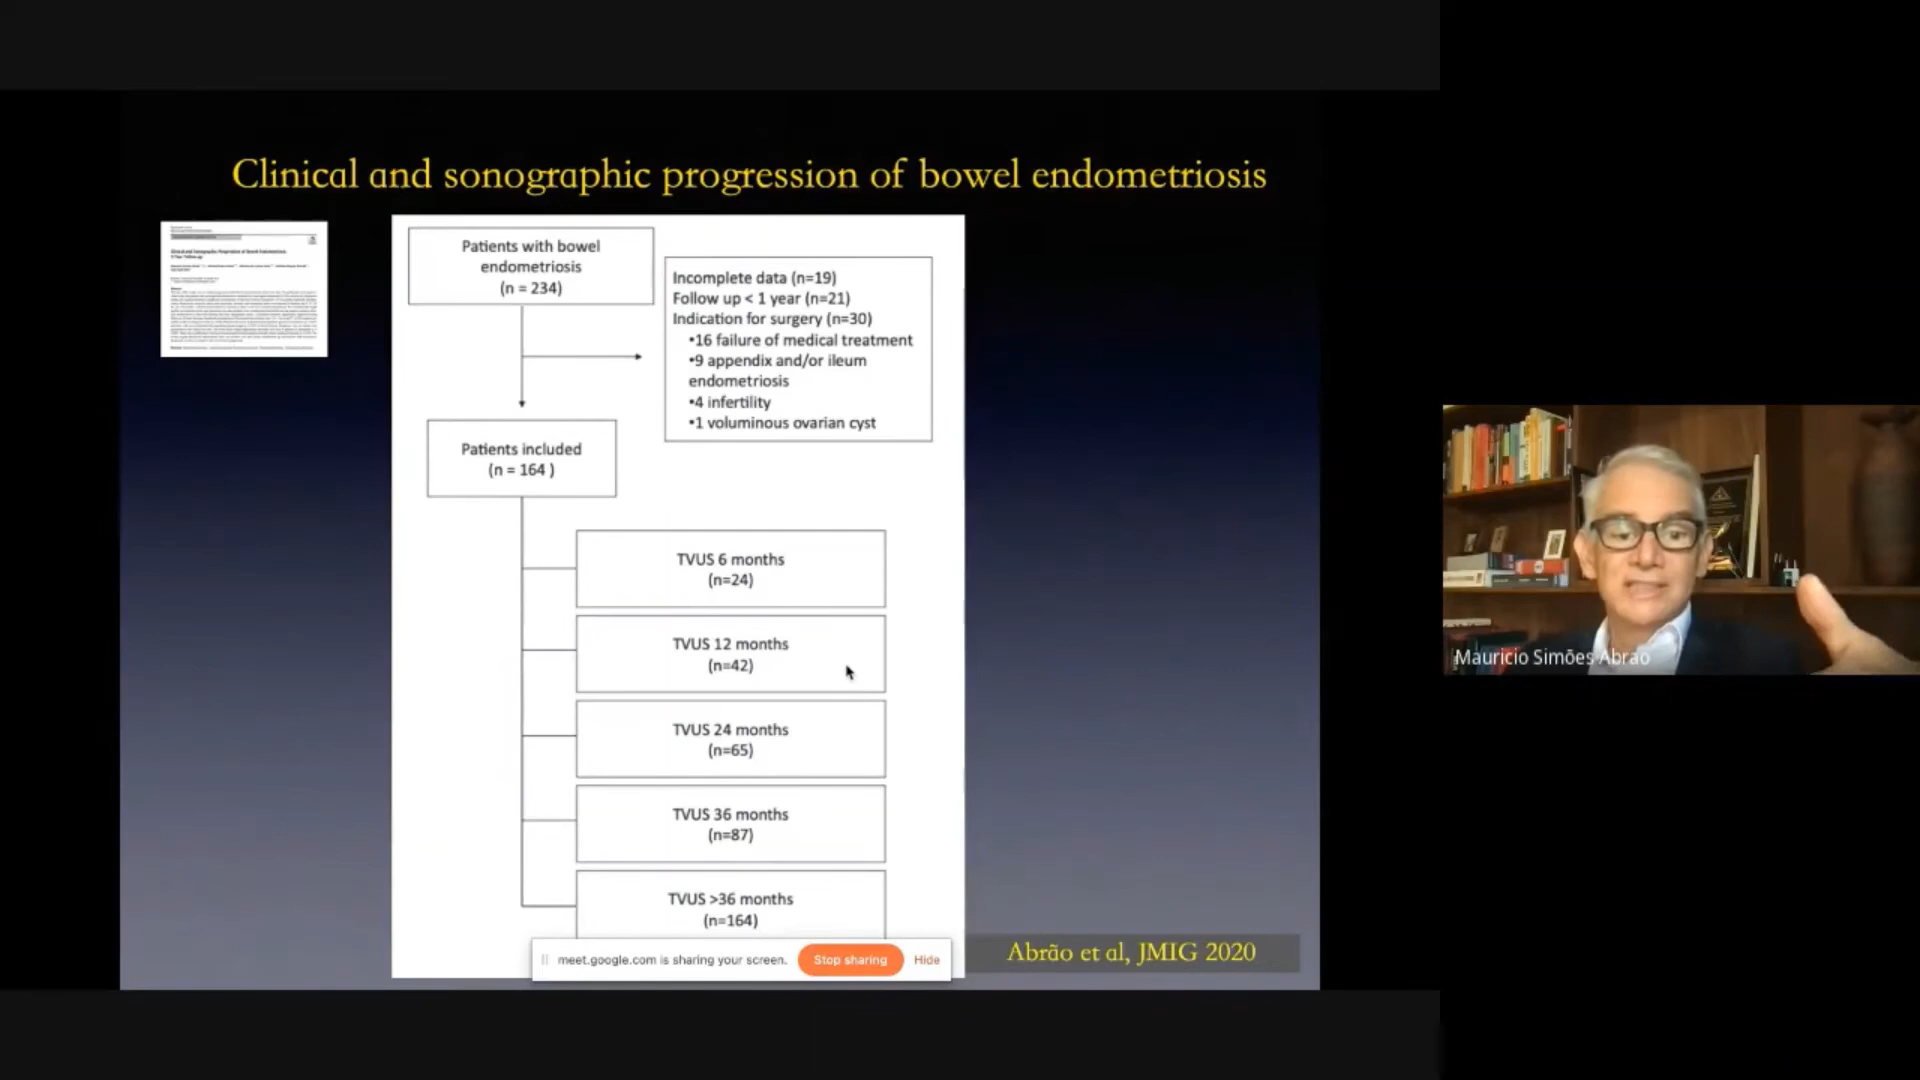 Clinical and sonographic progression of bowel endometriosis
Patients with bowel
endometriosis
(n = 234)
Incomplete data (n=19)
Follow up < 1 year (n=21)
Indication for surgery (n=30)
•16 failure of medical treatment
•9 appendix and/or ileum
endometriosis
•4 infertility
•1 voluminous ovarian cyst
Patients included
(n = 164 )
TVUS 6 months
(n=24)
TVUS 12 months
(n=42)
TVUS 24 months
(n=65)
TVUS 36 months
(n=87)
TVUS >36 months
(n=164)
meet.google.com is sharing your screen.
Stop sharing
Hide
Abrão et al, JMIG 2020
Mauricio Simões Abrao